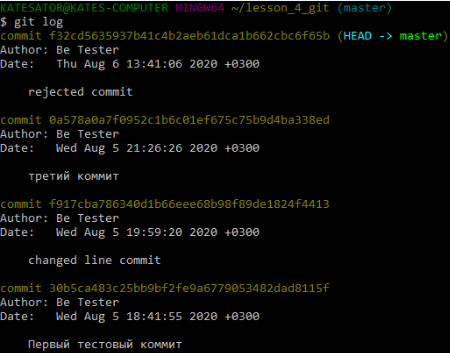 KATESATOR@KATES-COMPUTER MINGW64 ~/lesson_4_git (master)
$ git log
commit f32cd5635937b41c4b2aeb61dca1b662cbc6f65b (HEAD -> master)
Author: Be Tester
Date:   Thu Aug 6 13:41:06 2020 +0300
rejected commit
commit 0a578a0a7f0952c1b6c01ef675c75b9d4ba338ed
Author: Be Tester
Date:   Wed Aug 5 21:26:26 2020 +0300
третий коммит
commit f917cba786340d1b66eee68b98f89de1824f4413
Author: Be Tester
Date:   Wed Aug 5 19:59:20 2020 +0300
changed line commit
commit 30b5ca483c25bb9bf2fe9a6779053482dad8115f
Author: Be Tester
Date:   Wed Aug 5 18:41:55 2020 +0300
Первый тестовый коммит